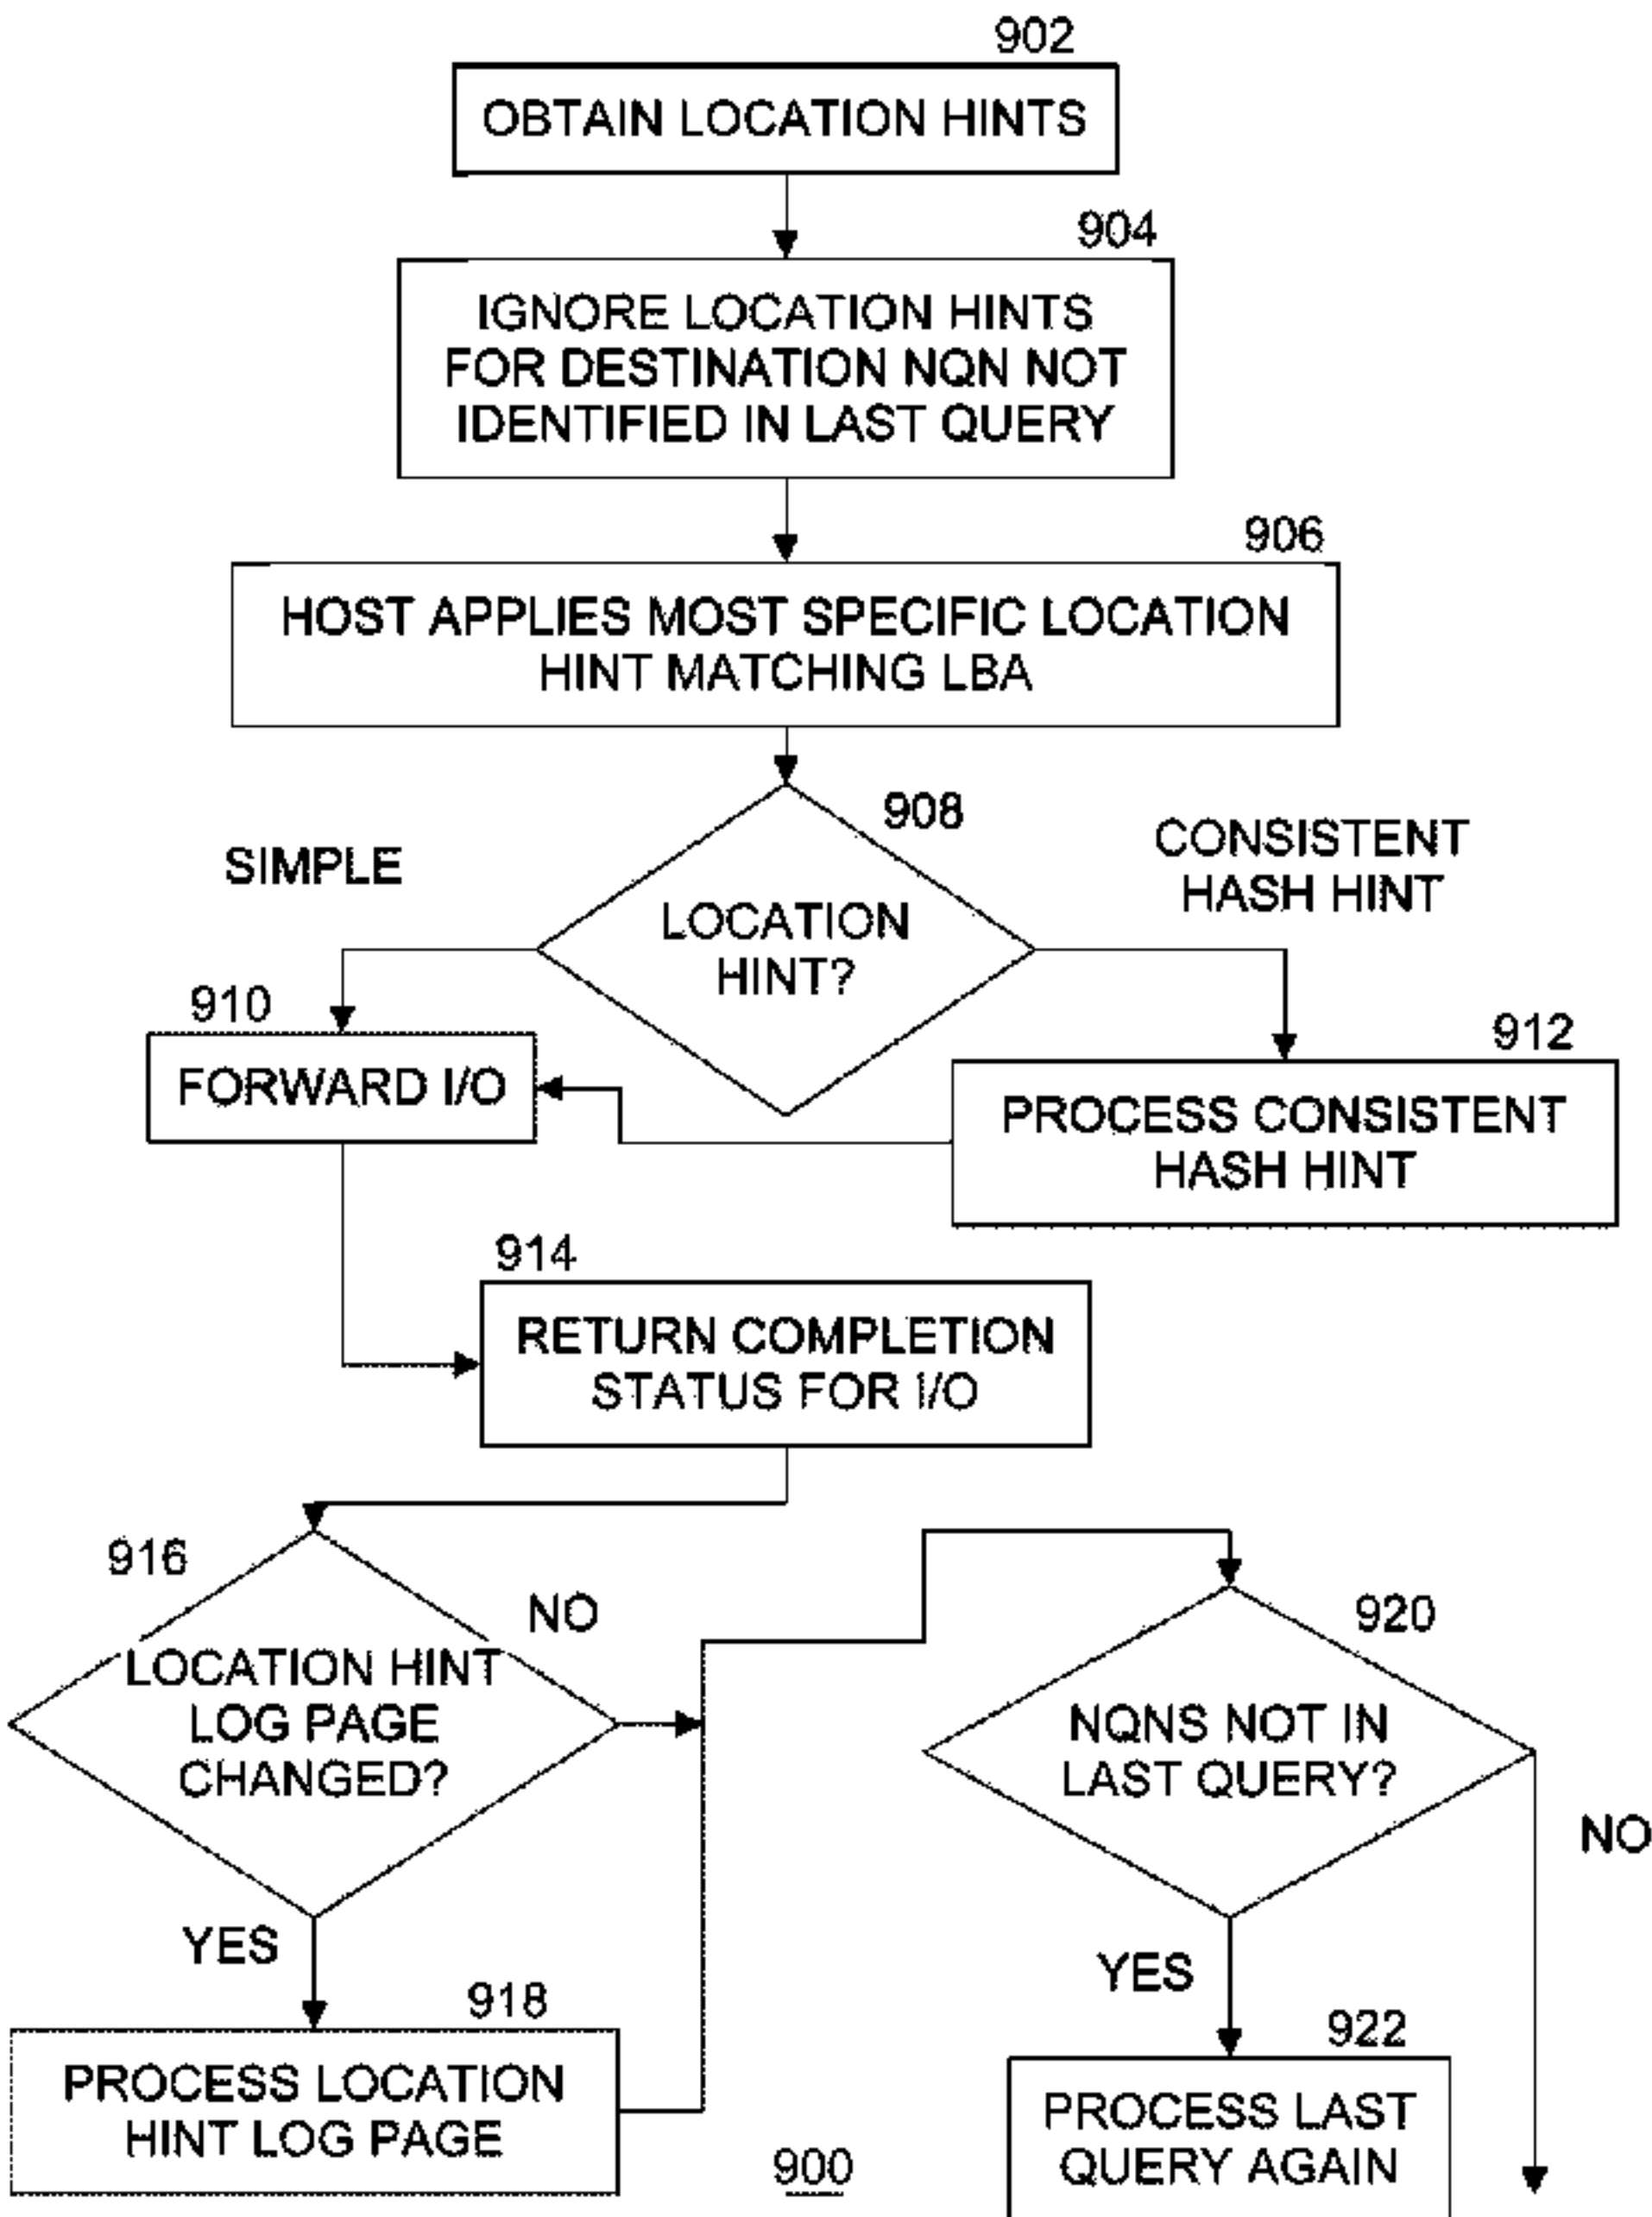 902
OBTAIN LOCATION HINTS
904
IGNORE LOCATION HINTS
FOR DESTINATION NQN NOT
IDENTIFIED IN LAST QUERY
906
HOST APPLIES MOST SPECIFIC LOCATION
HINT MATCHING LBA
908
SIMPLE
CONSISTENT
HASH HINT
LOCATION
HINT?
910
FORWARD I/O
912
PROCESS CONSISTENT
HASH HINT
914
RETURN COMPLETION
STATUS FOR I/O
916
NO
LOCATION HINT
LOG PAGE
CHANGED?
920
NQNS NOT IN
LAST QUERY?
NO
YES
918
PROCESS LOCATION
HINT LOG PAGE
YES
922
PROCESS LAST
QUERY AGAIN
900